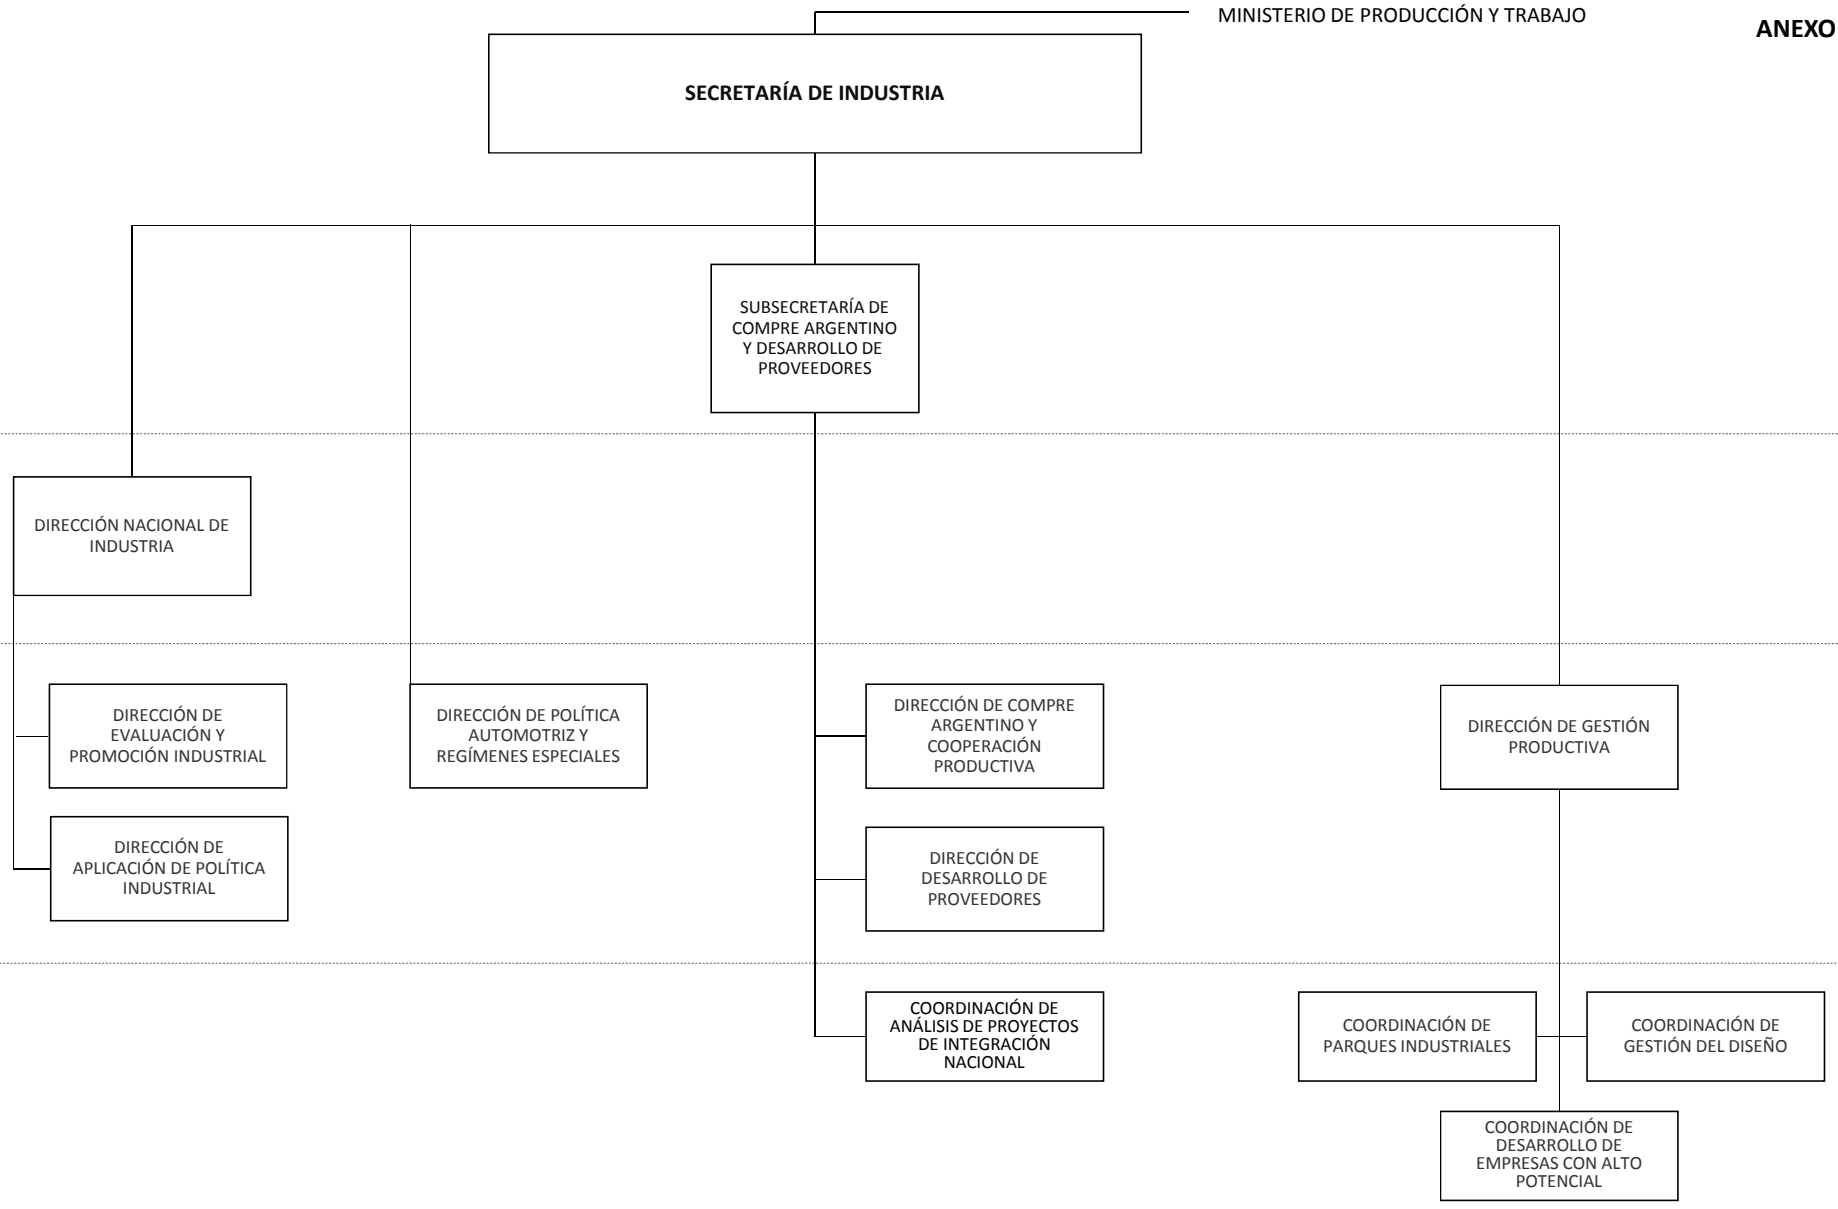 MINISTERIO DE PRODUCCIÓN Y TRABAJO
ANEXO
SECRETARÍA DE INDUSTRIA
SUBSECRETARÍA DE
COMPRE ARGENTINO
Y DESARROLLO DE
PROVEEDORES
DIRECCIÓN NACIONAL DE
INDUSTRIA
DIRECCIÓN DE
EVALUACIÓN Y
PROMOCIÓN INDUSTRIAL
DIRECCIÓN DE POLÍTICA
AUTOMOTRIZ Y
REGÍMENES ESPECIALES
DIRECCIÓN DE COMPRE
ARGENTINO Y
COOPERACIÓN
PRODUCTIVA
DIRECCIÓN DE GESTIÓN
PRODUCTIVA
DIRECCIÓN DE
APLICACIÓN DE POLÍTICA
INDUSTRIAL
DIRECCIÓN DE
DESARROLLO DE
PROVEEDORES
COORDINACIÓN DE
ANÁLISIS DE PROYECTOS
DE INTEGRACIÓN
NACIONAL
COORDINACIÓN DE
PARQUES INDUSTRIALES
COORDINACIÓN DE
GESTIÓN DEL DISEÑO
COORDINACIÓN DE
DESARROLLO DE
EMPRESAS CON ALTO
POTENCIAL